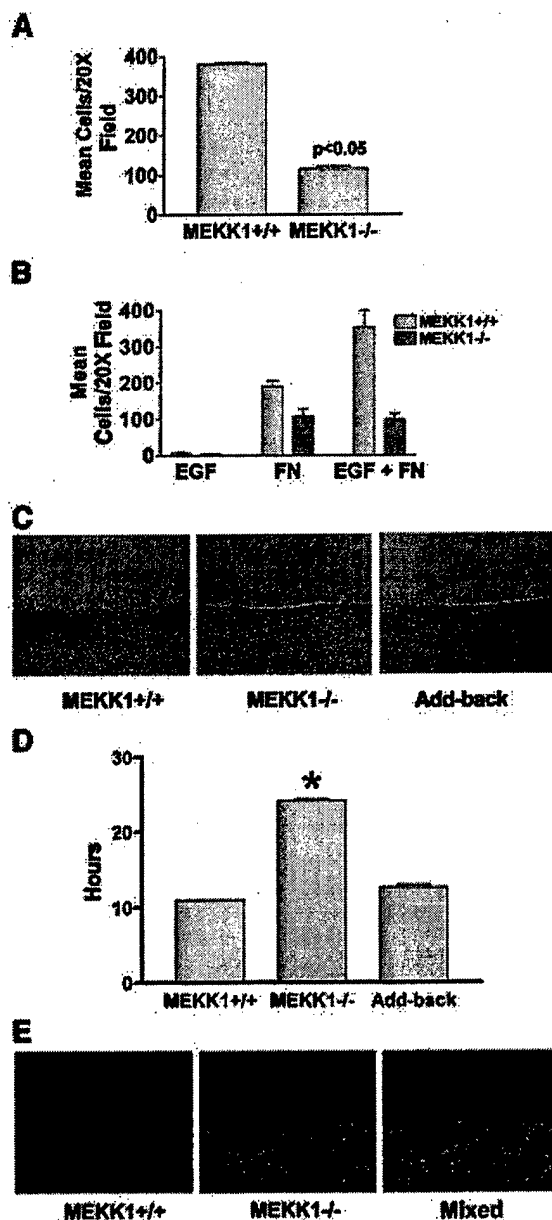 A
Mean Cells/20X
Field
400
300
200
100
0
p<0.05
MEKK1+/+ MEKK1-/-
B
Mean
Cells/20X Field
400
300
200
100
0
MEKK1+/+
MEKK1-/-
EGF FN EGF + FN
C
MEKK1+/+ MEKK1-/- Add-back
D
Hours
30
20
10
0
*
MEKK1+/+ MEKK1-/- Add-back
E
MEKK1+/+ MEKK1-/- Mixed